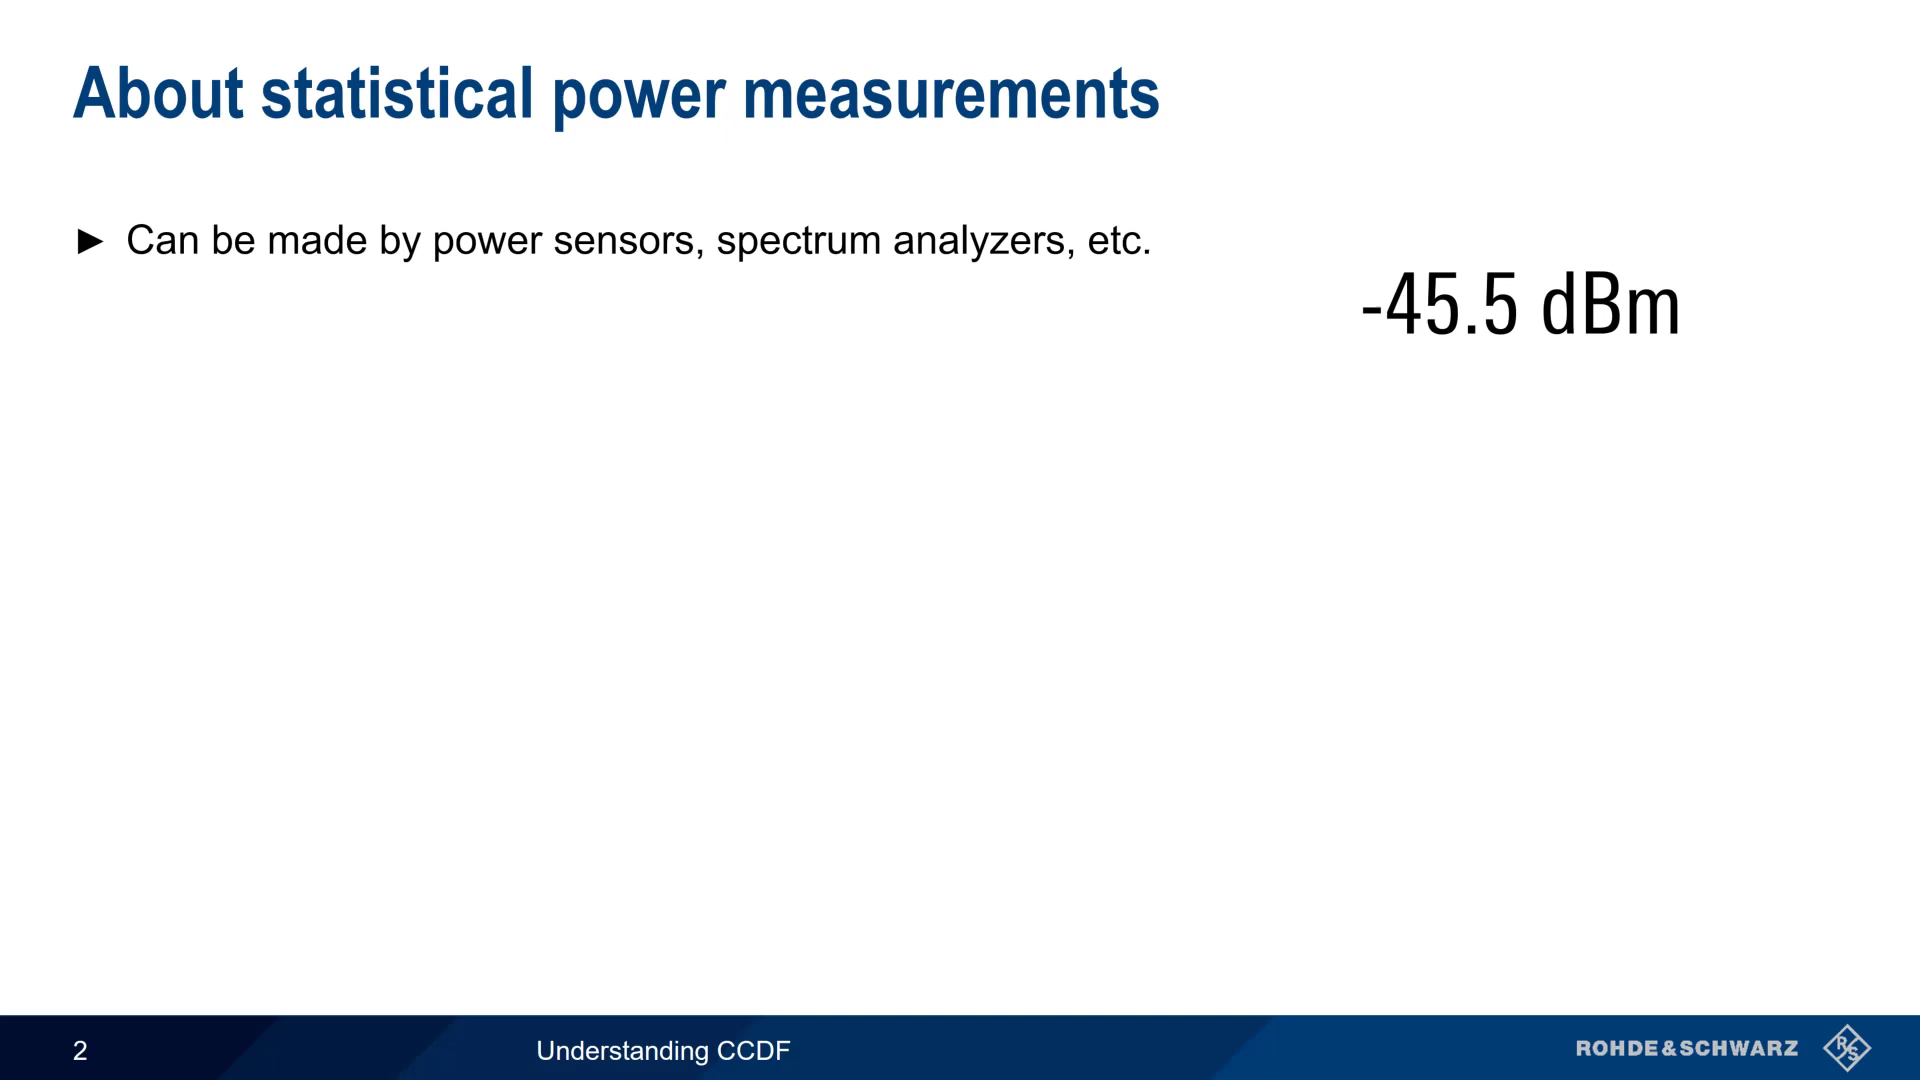 About statistical power measurements
► Can be made by power sensors, spectrum analyzers, etc.
-45.5 dBm
2
Understanding CCDF
ROHDE&SCHWARZ
R&S